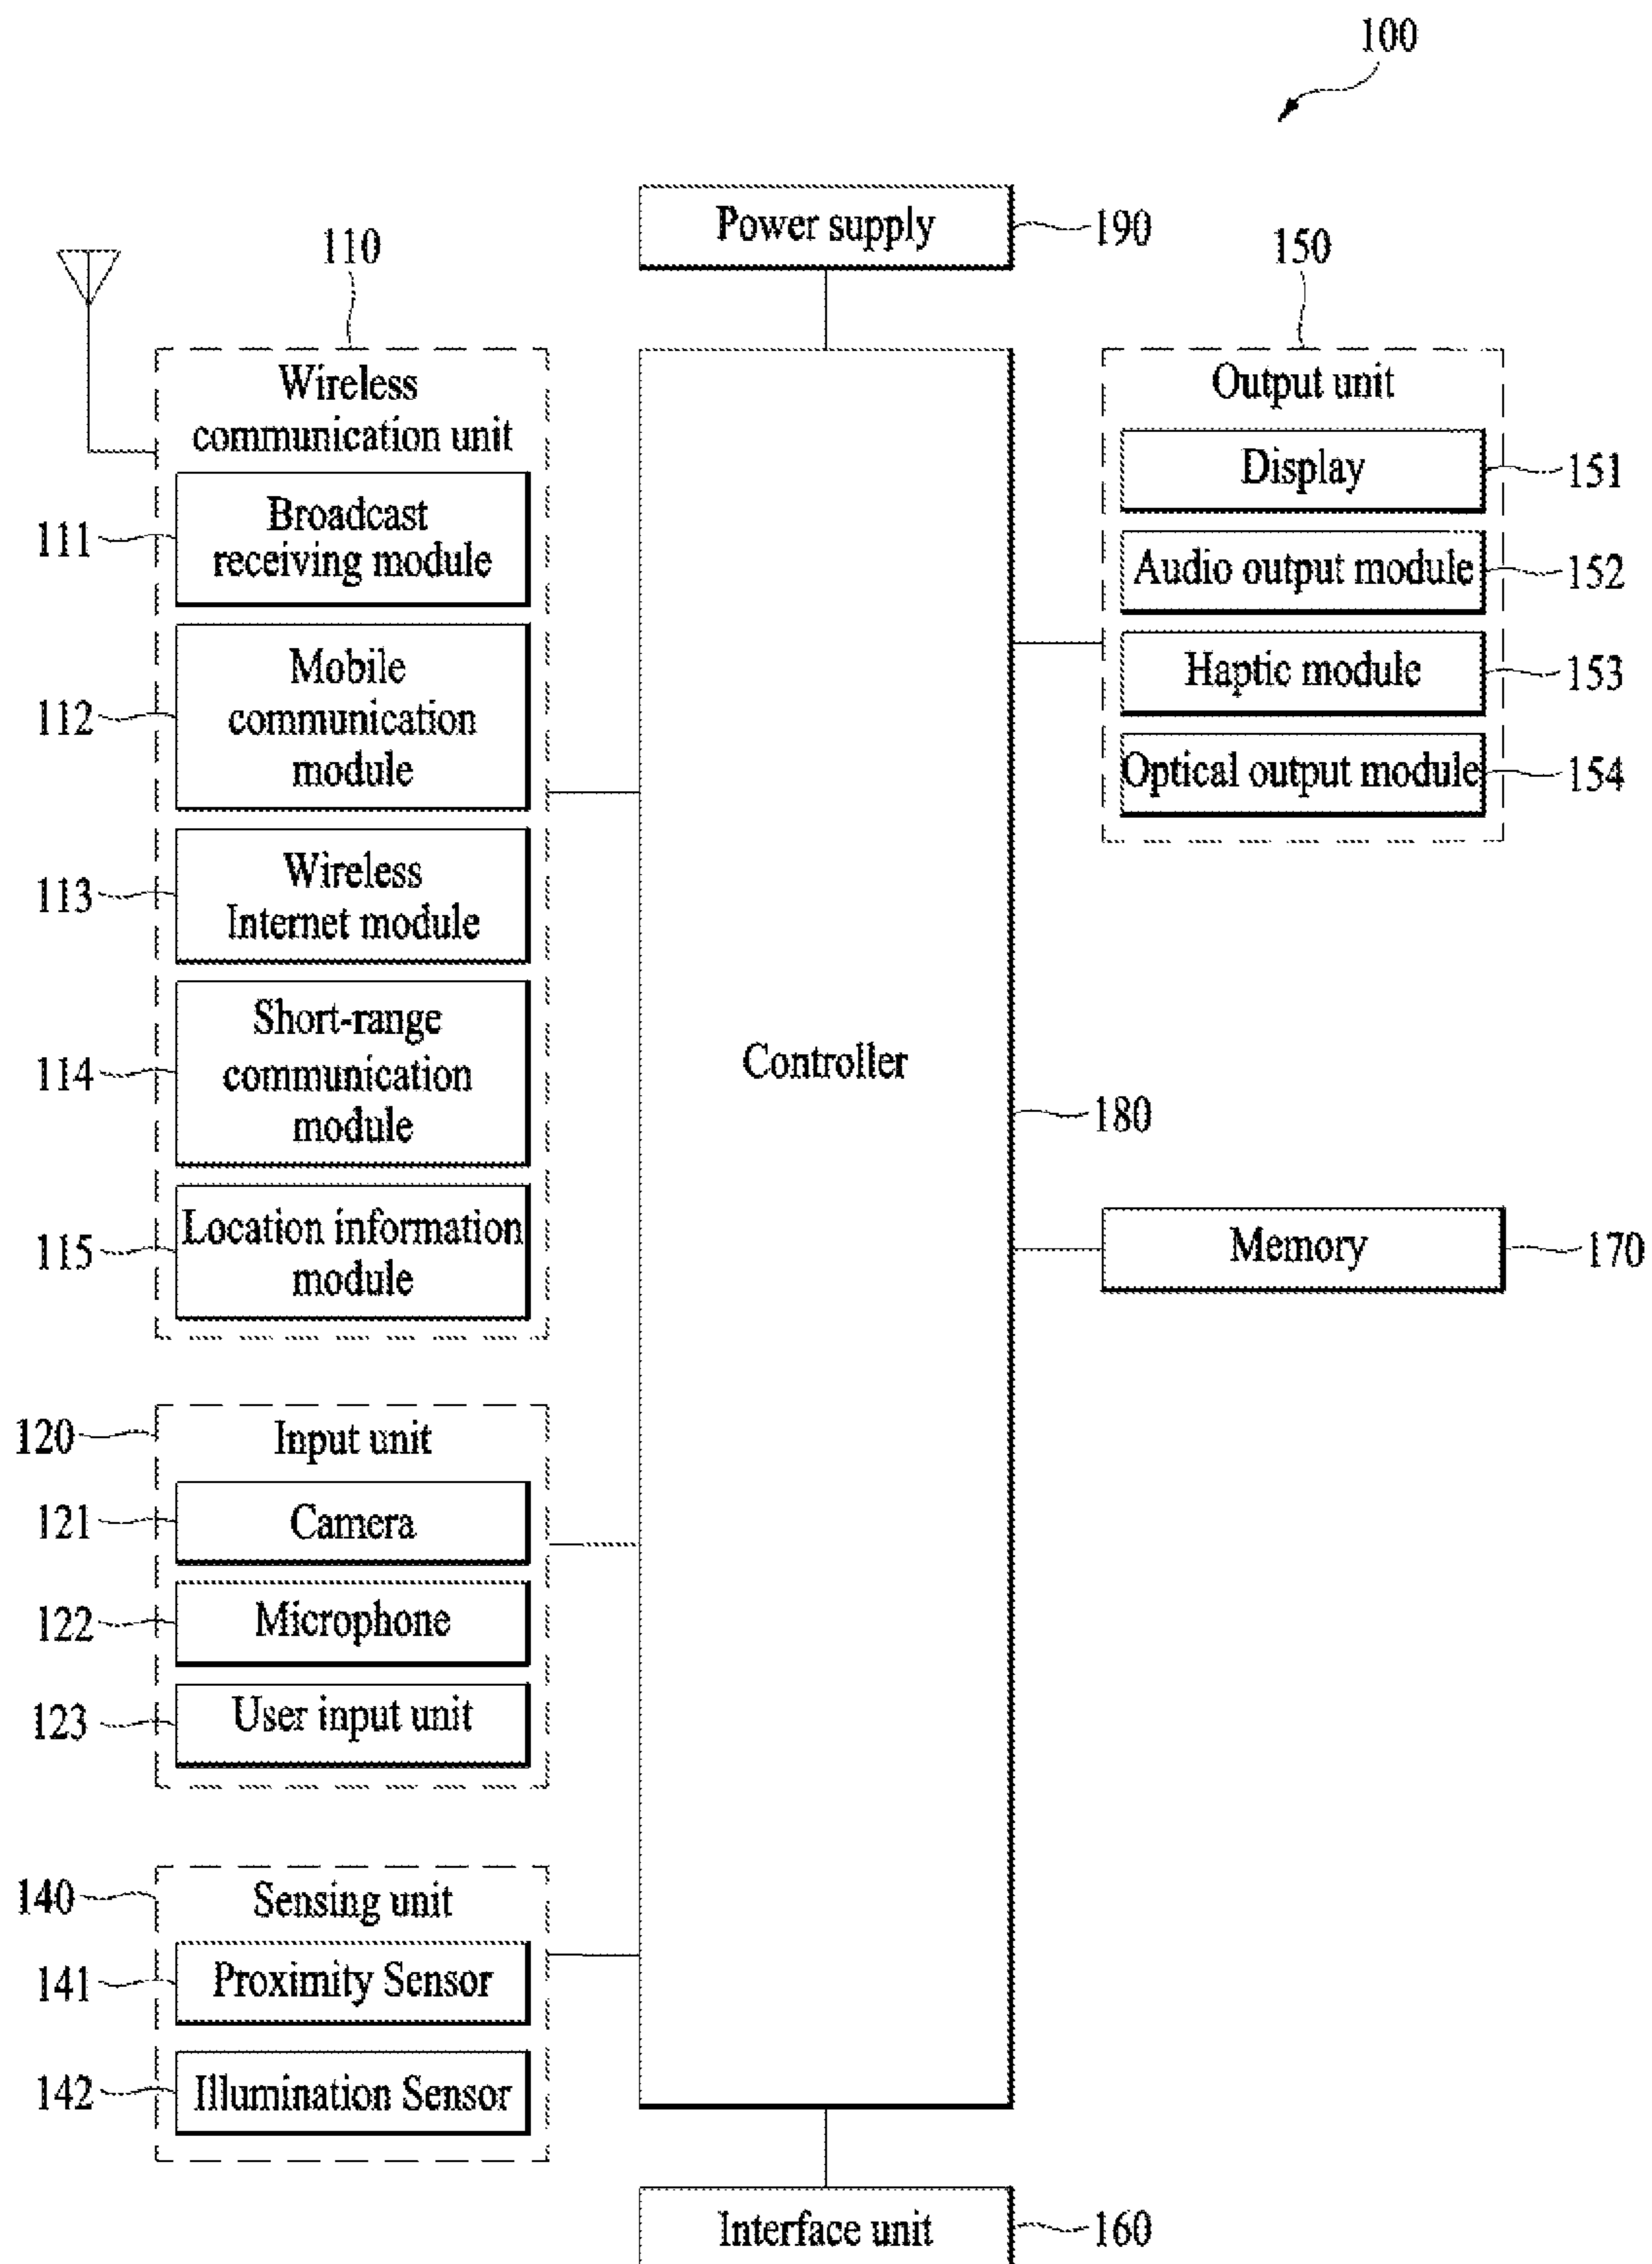 100
Power supply
190
110
Wireless
communication unit
111
Broadcast
receiving module
112
Mobile
communication
module
113
Wireless
Internet module
114
Short-range
communication
module
115
Location information
module
120
Input unit
121
Camera
122
Microphone
123
User input unit
140
Sensing unit
141
Proximity Sensor
142
Illumination Sensor
Controller
180
150
Output unit
Display
151
Audio output module
152
Haptic module
153
Optical output module
154
Memory
170
Interface unit
160